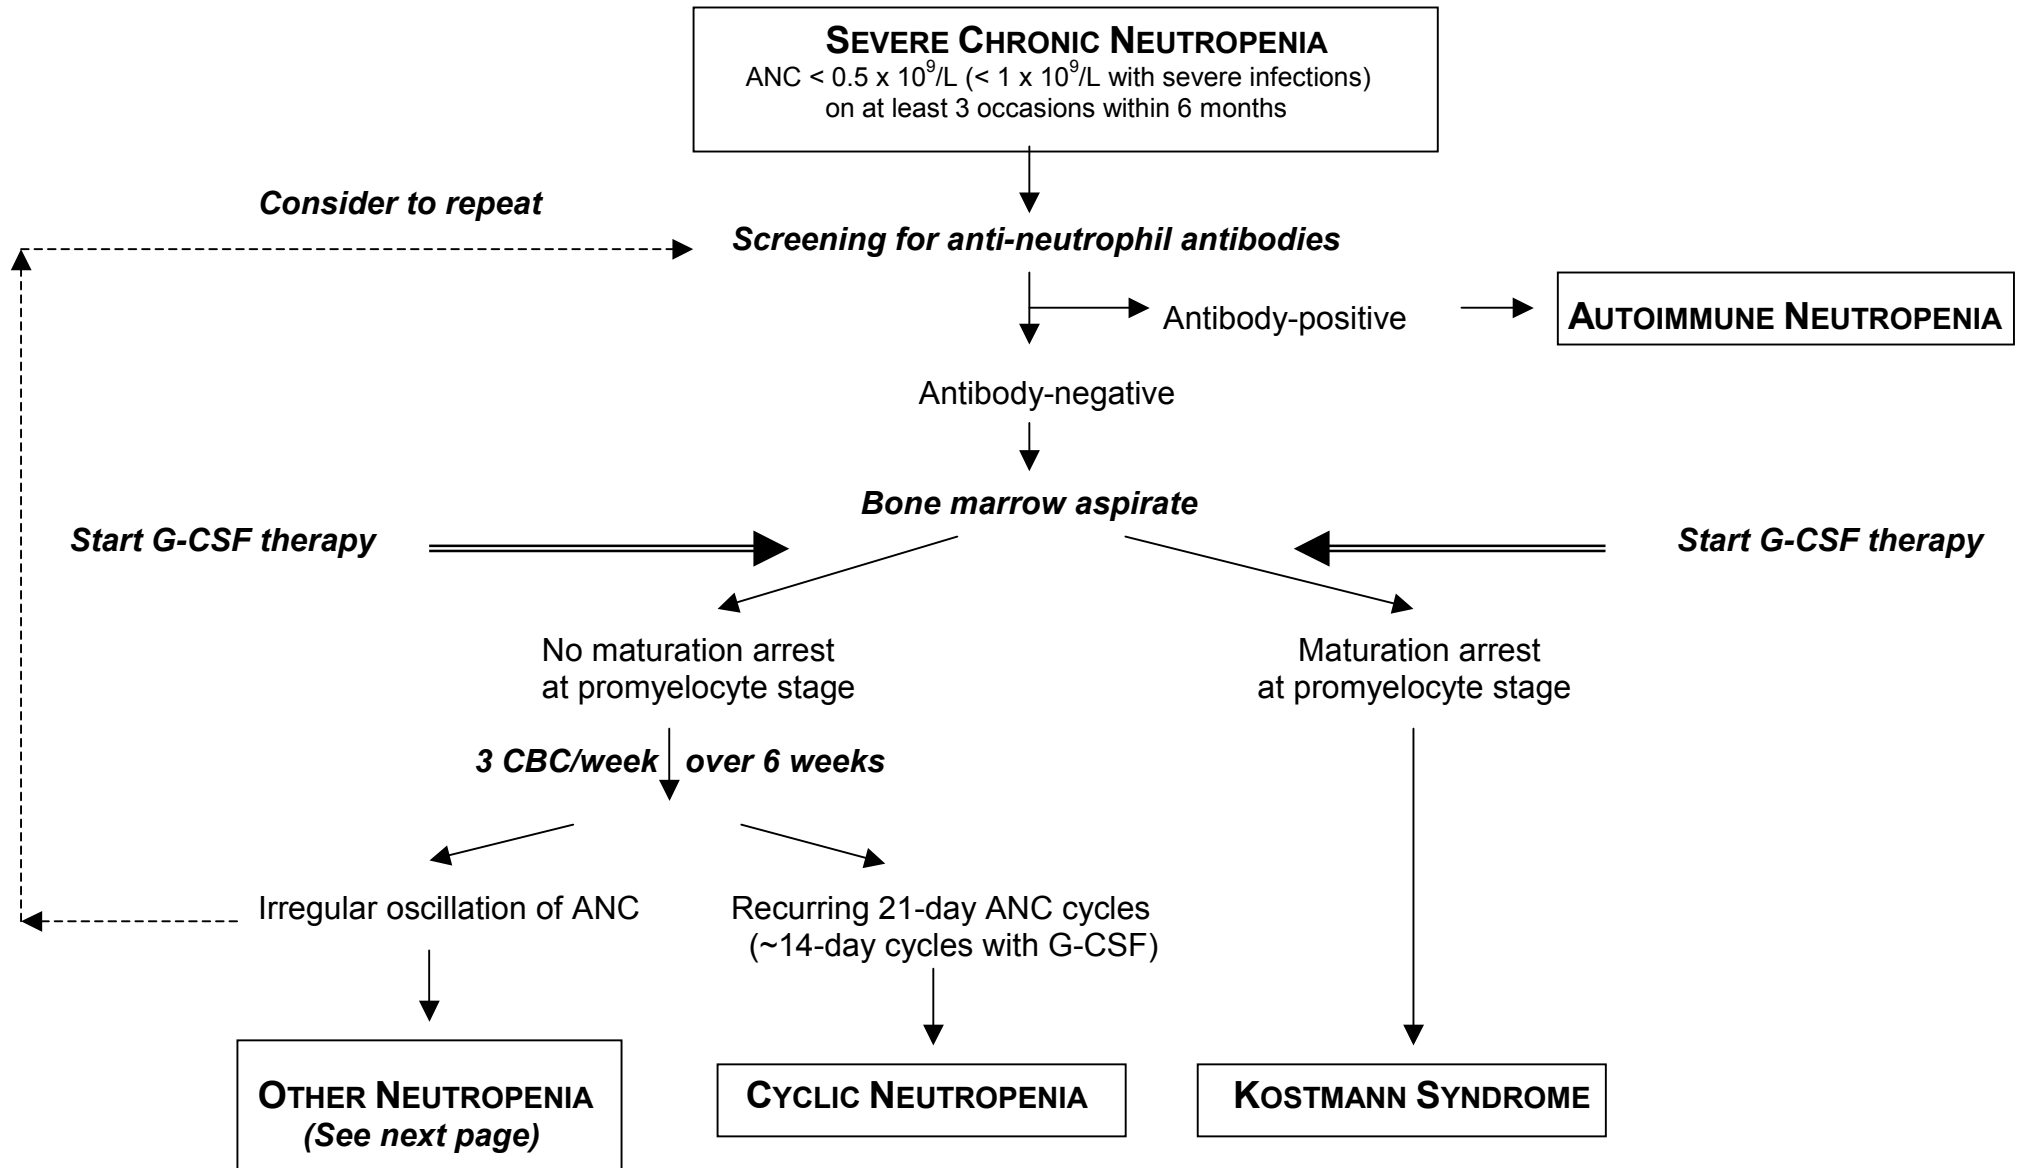 SEVERE CHRONIC NEUTROPENIA
ANC < 0.5 x 10⁹/L (< 1 x 10⁹/L with severe infections)
on at least 3 occasions within 6 months
Consider to repeat
Screening for anti-neutrophil antibodies
Antibody-positive
AUTOIMMUNE NEUTROPENIA
Antibody-negative
Bone marrow aspirate
Start G-CSF therapy
Start G-CSF therapy
No maturation arrest
at promyelocyte stage
Maturation arrest
at promyelocyte stage
3 CBC/week over 6 weeks
Irregular oscillation of ANC
Recurring 21-day ANC cycles
(~14-day cycles with G-CSF)
OTHER NEUTROPENIA
(See next page)
CYCLIC NEUTROPENIA
KOSTMANN SYNDROME